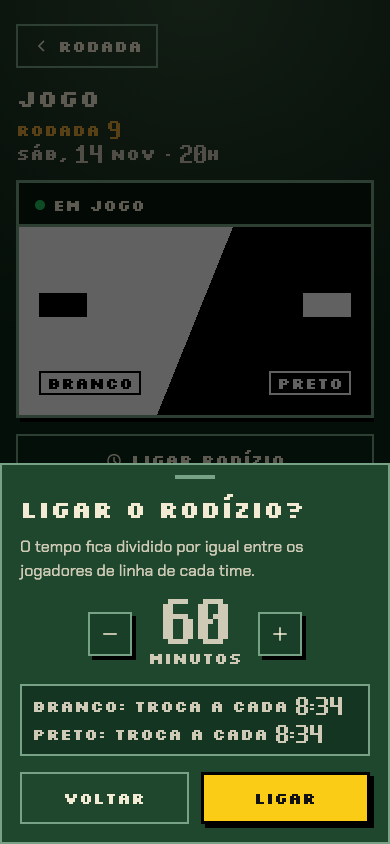 RODADA
JOGO
RODADA 9
SÁB, 14 NOV · 20H
EM JOGO
BRANCO
PRETO
LIGAR RODÍZIO
LIGAR O RODÍZIO?
O tempo fica dividido por igual entre os
jogadores de linha de cada time.
60
MINUTOS
BRANCO: TROCA A CADA 8:34
PRETO: TROCA A CADA 8:34
VOLTAR
LIGAR